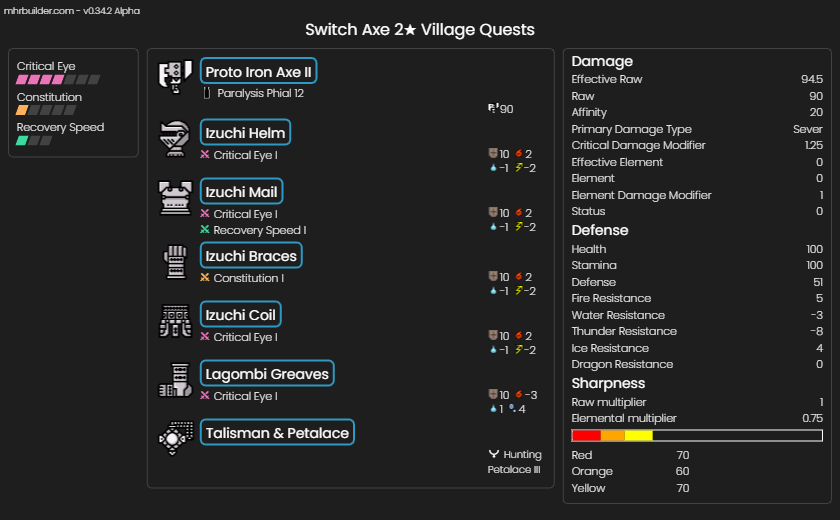 mhrbuilder.com - v0.34.2 Alpha
Switch Axe 2★ Village Quests
Critical Eye
Constitution
Recovery Speed
Proto Iron Axe II
Paralysis Phial 12
90
Izuchi Helm
Critical Eye I
10 2
-1 -2
Izuchi Mail
Critical Eye I
Recovery Speed I
10 2
-1 -2
Izuchi Braces
Constitution I
10 2
-1 -2
Izuchi Coil
Critical Eye I
10 2
-1 -2
Lagombi Greaves
Critical Eye I
10 -3
1 4
Talisman & Petalace
Hunting
Petalace III
Damage
Effective Raw 94.5
Raw 90
Affinity 20
Primary Damage Type Sever
Critical Damage Modifier 1.25
Effective Element 0
Element 0
Element Damage Modifier 1
Status 0
Defense
Health 100
Stamina 100
Defense 51
Fire Resistance 5
Water Resistance -3
Thunder Resistance -8
Ice Resistance 4
Dragon Resistance 0
Sharpness
Raw multiplier 1
Elemental multiplier 0.75
Red 70
Orange 60
Yellow 70